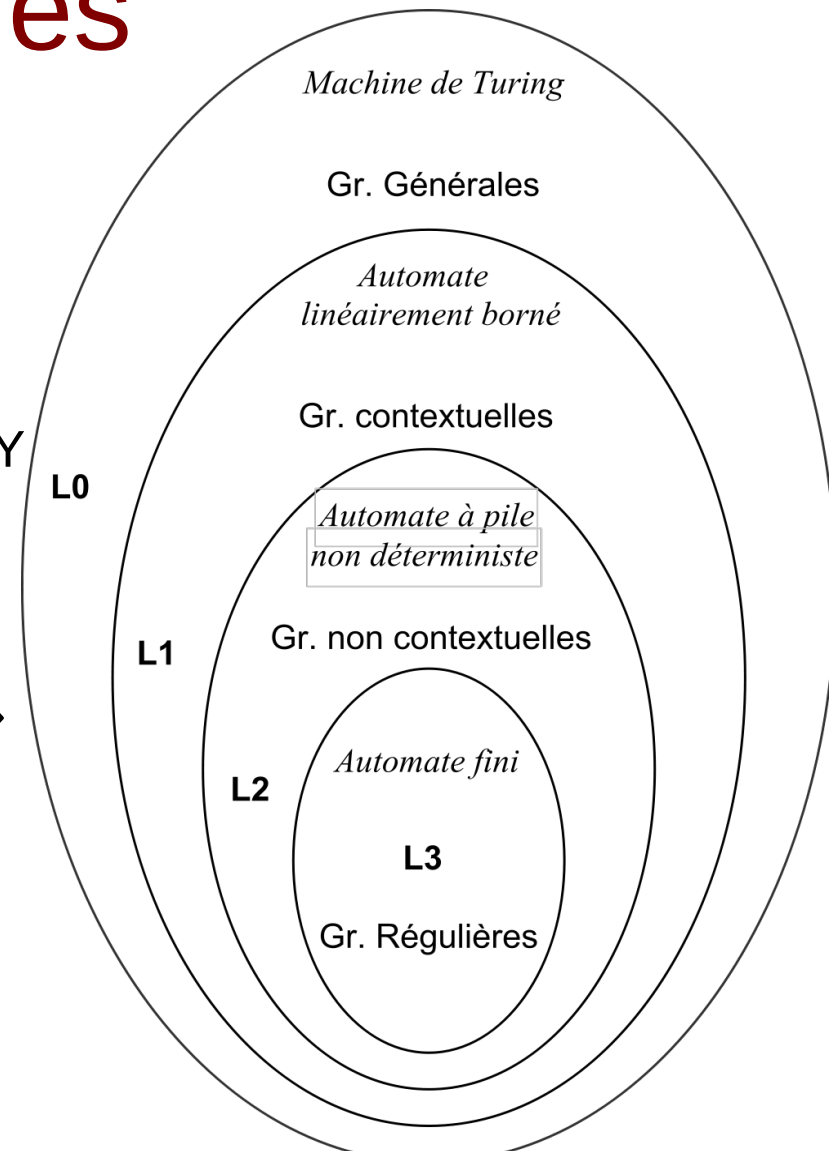 es
Machine de Turing
Gr. Générales
Automate
linéairement borné
Gr. contextuelles
Y
L0
Automate à pile
non déterministe
Gr. non contextuelles
L1
Automate fini
L2
L3
Gr. Régulières